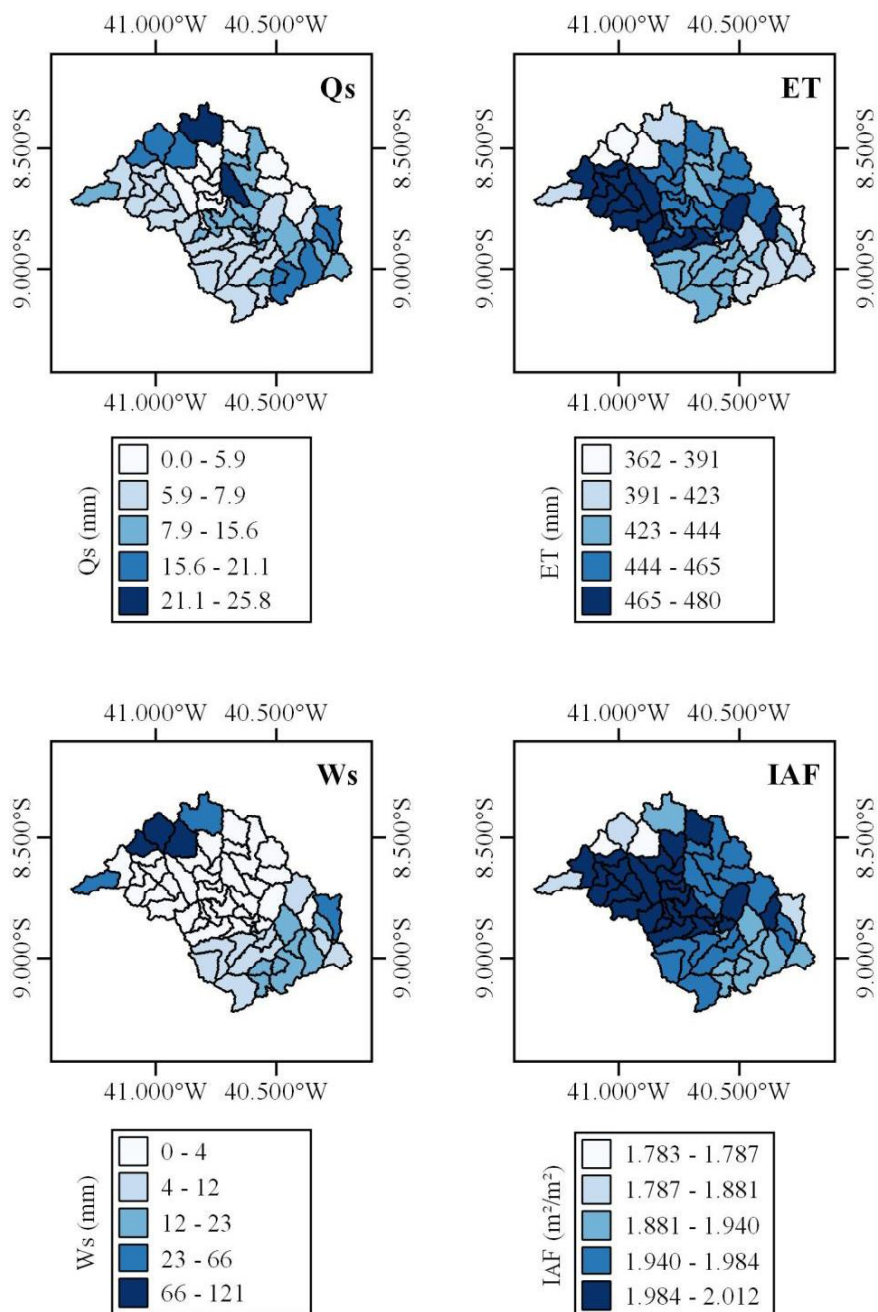 41.000°W 40.500°W
41.000°W 40.500°W
Qs
ET
8.500°S
8.500°S
8.500°S
8.500°S
9.000°S
9.000°S
9.000°S
9.000°S
41.000°W 40.500°W
41.000°W 40.500°W
Qs (mm)
0.0 - 5.9
5.9 - 7.9
7.9 - 15.6
15.6 - 21.1
21.1 - 25.8
ET (mm)
362 - 391
391 - 423
423 - 444
444 - 465
465 - 480
41.000°W 40.500°W
41.000°W 40.500°W
Ws
IAF
8.500°S
8.500°S
8.500°S
8.500°S
9.000°S
9.000°S
9.000°S
9.000°S
41.000°W 40.500°W
41.000°W 40.500°W
Ws (mm)
0 - 4
4 - 12
12 - 23
23 - 66
66 - 121
IAF (m²/m²)
1.783 - 1.787
1.787 - 1.881
1.881 - 1.940
1.940 - 1.984
1.984 - 2.012